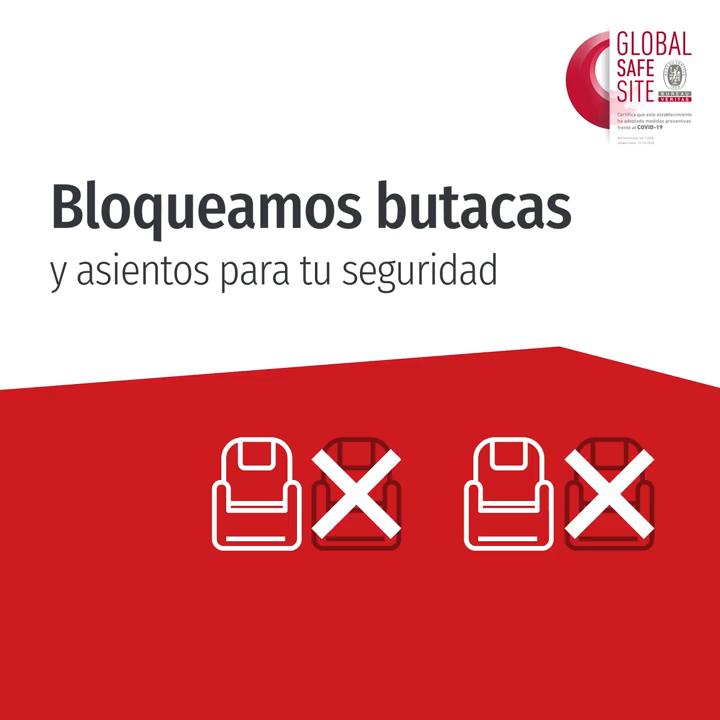 GLOBAL
SAFE
SITE
BUREAU
VERITAS
Certifica que este establecimiento
ha adoptado medidas preventivas
frente al COVID-19
Bloqueamos butacas
y asientos para tu seguridad